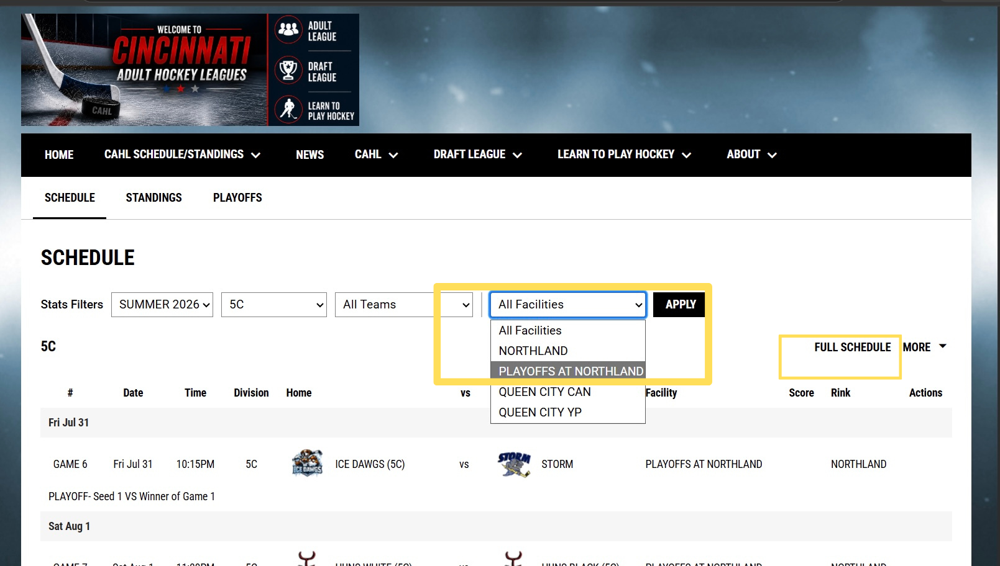 WELCOME TO
CINCINNATI
ADULT HOCKEY LEAGUES
CAHL
ADULT
LEAGUE
DRAFT
LEAGUE
LEARN TO
PLAY HOCKEY
HOME CAHL SCHEDULE/STANDINGS NEWS CAHL DRAFT LEAGUE LEARN TO PLAY HOCKEY ABOUT
SCHEDULE STANDINGS PLAYOFFS
SCHEDULE
Stats Filters SUMMER 2026 5C All Teams All Facilities APPLY
All Facilities
NORTHLAND
PLAYOFFS AT NORTHLAND
QUEEN CITY CAN
QUEEN CITY YP
5C FULL SCHEDULE MORE
# Date Time Division Home vs Facility Score Rink Actions
Fri Jul 31
GAME 6 Fri Jul 31 10:15PM 5C ICE DAWGS ICE DAWGS (5C) vs STORM STORM PLAYOFFS AT NORTHLAND NORTHLAND
PLAYOFF- Seed 1 VS Winner of Game 1
Sat Aug 1
GAME 7 Sat Aug 1 11:00PM 5C HUNS WHITE (5C) vs HUNS BLACK (5C) PLAYOFFS AT NORTHLAND NORTHLAND